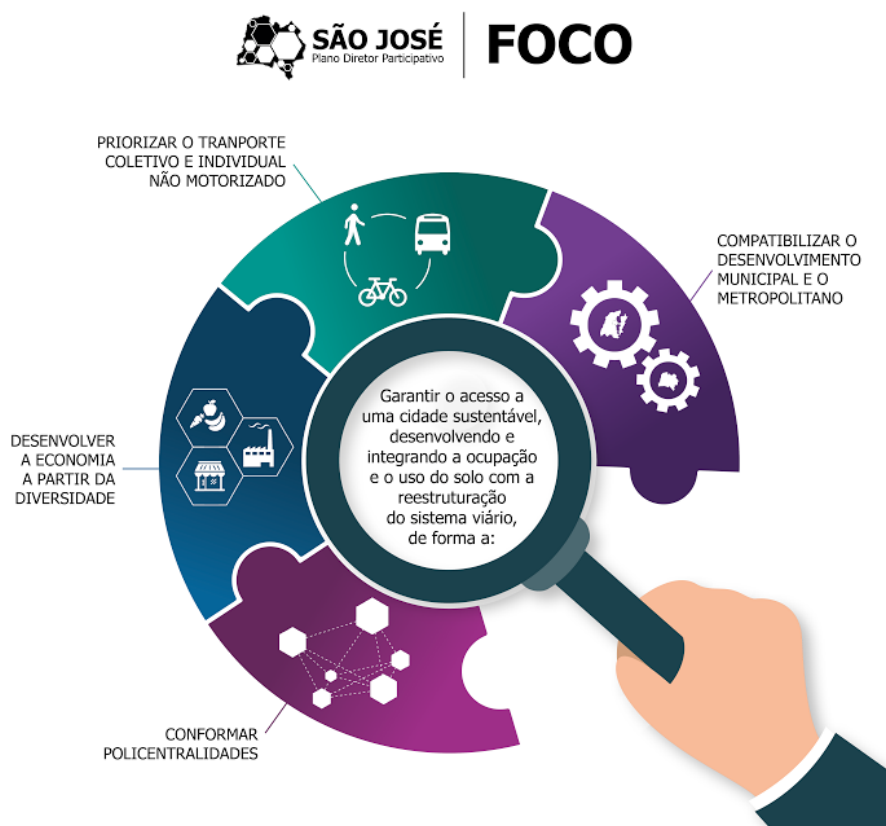 SÃO JOSÉ
Plano Diretor Participativo
FOCO
PRIORIZAR O TRANPORTE
COLETIVO E INDIVIDUAL
NÃO MOTORIZADO
COMPATIBILIZAR O
DESENVOLVIMENTO
MUNICIPAL E O
METROPOLITANO
Garantir o acesso a
uma cidade sustentável,
desenvolvendo e
integrando a ocupação
e o uso do solo com a
reestruturação
do sistema viário,
de forma a:
DESENVOLVER
A ECONOMIA
A PARTIR DA
DIVERSIDADE
CONFORMAR
POLICENTRALIDADES